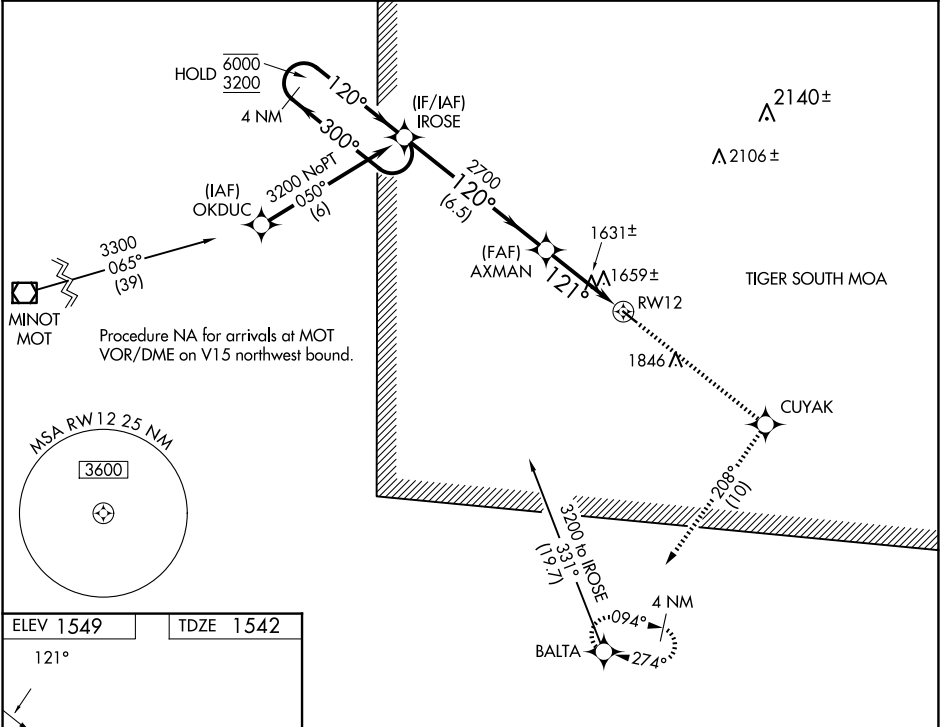 HOLD 6000
3200
4 NM
120°
300°
(IF/IAF)
IROSE
3200 NoPT
050°
(6)
(IAF)
OKDUC
3300
065°
(39)
MINOT
MOT
Procedure NA for arrivals at MOT
VOR/DME on V15 northwest bound.
2700
120°
(6.5)
(FAF)
AXMAN
121°
1631±
1659±
RW12
1846
2140±
2106±
TIGER SOUTH MOA
CUYAK
208°
(10)
MSA RW12 25 NM
3600
3200 to IROSE
331°
(19.7)
4 NM
094°
274°
BALTA
ELEV 1549
TDZE 1542
121°